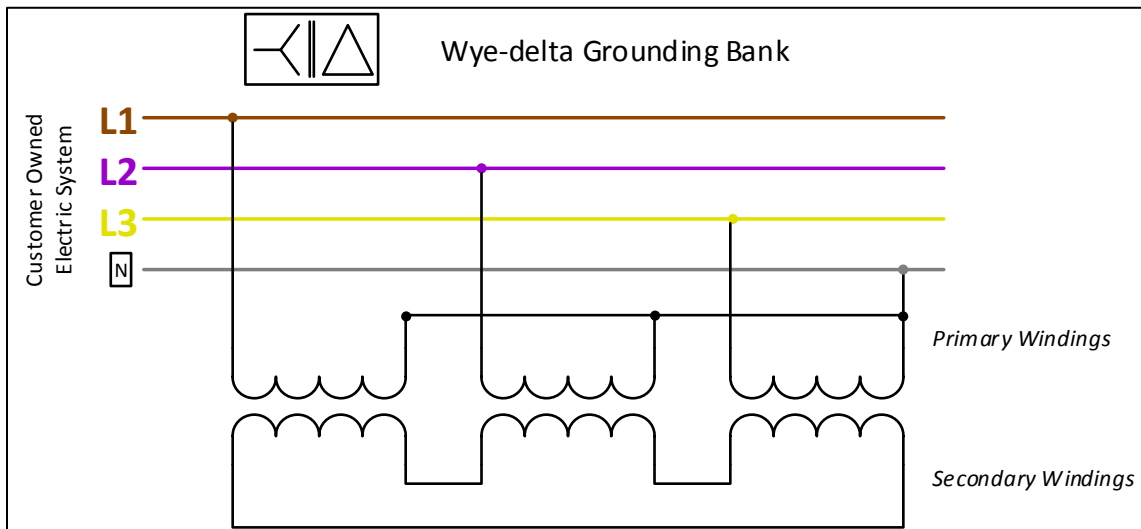 Wye-delta Grounding Bank
Customer Owned
Electric System
L1
L2
L3
N
Primary Windings
Secondary Windings